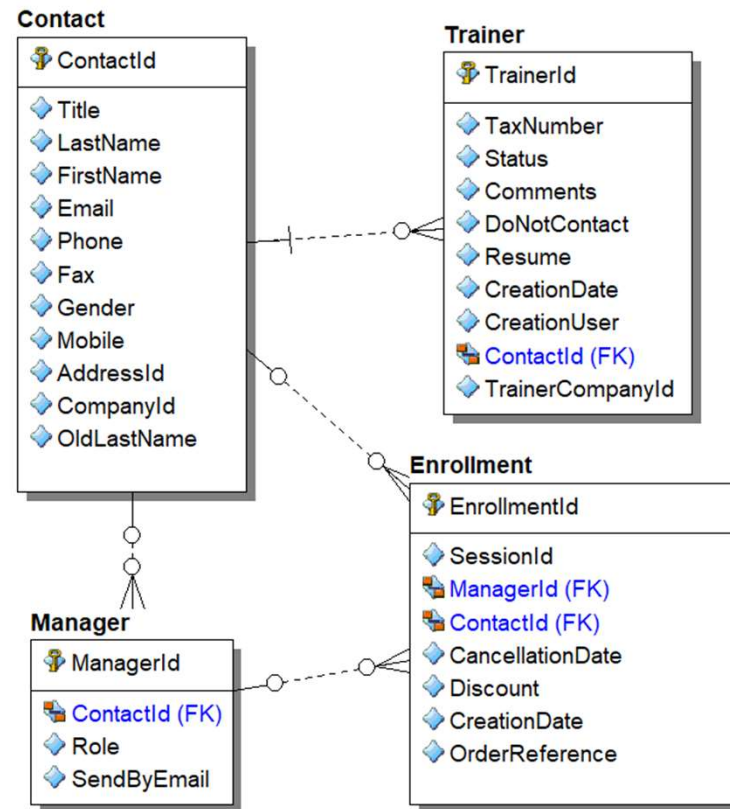 Contact
ContactId
Title
LastName
FirstName
Email
Phone
Fax
Gender
Mobile
AddressId
CompanyId
OldLastName
Trainer
TrainerId
TaxNumber
Status
Comments
DoNotContact
Resume
CreationDate
CreationUser
ContactId (FK)
TrainerCompanyId
Enrollment
EnrollmentId
SessionId
ManagerId (FK)
ContactId (FK)
CancellationDate
Discount
CreationDate
OrderReference
Manager
ManagerId
ContactId (FK)
Role
SendByEmail